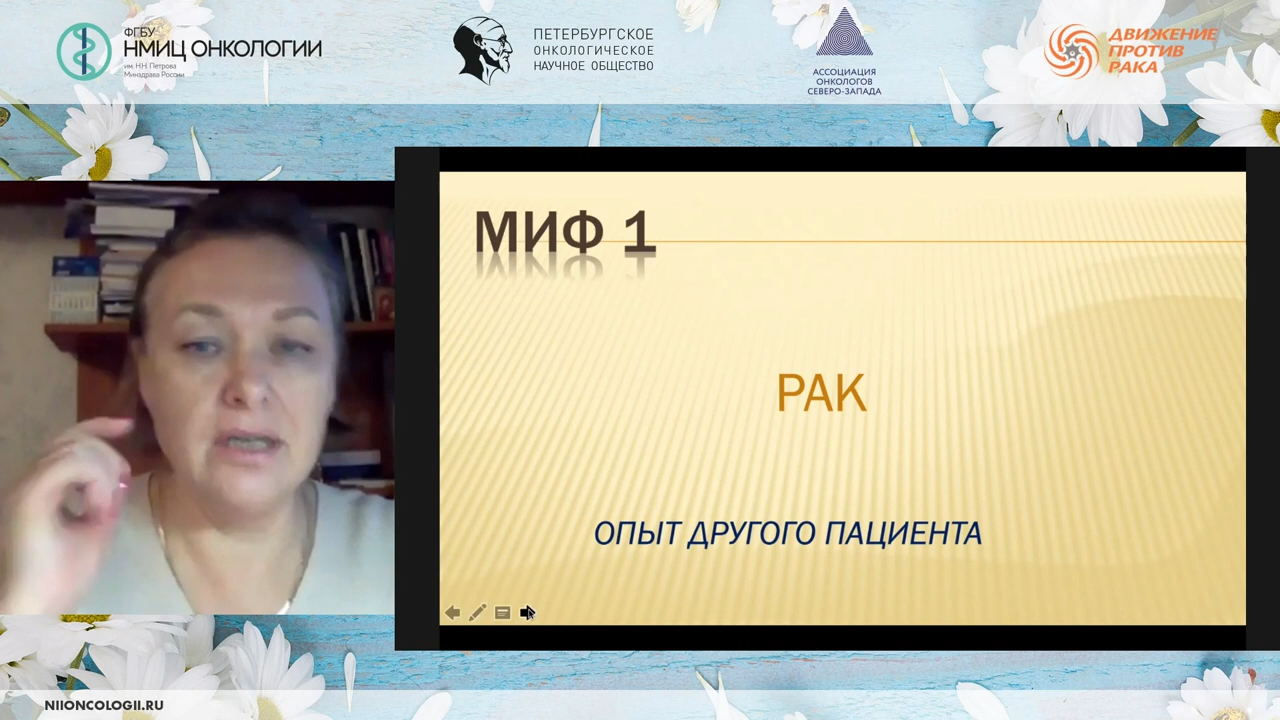 ФГБУ
НМИЦ ОНКОЛОГИИ
им. Н.Н. Петрова
Минздрава России
ПЕТЕРБУРГСКОЕ
ОНКОЛОГИЧЕСКОЕ
НАУЧНОЕ ОБЩЕСТВО
АССОЦИАЦИЯ
ОНКОЛОГОВ
СЕВЕРО-ЗАПАДА
ДВИЖЕНИЕ
ПРОТИВ
РАКА
МИФ 1
РАК
ОПЫТ ДРУГОГО ПАЦИЕНТА
NIIONCOLOGII.RU